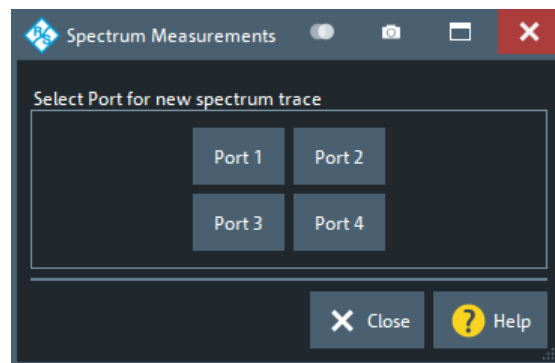 R&S Spectrum Measurements
Select Port for new spectrum trace
Port 1 Port 2
Port 3 Port 4
Close ? Help